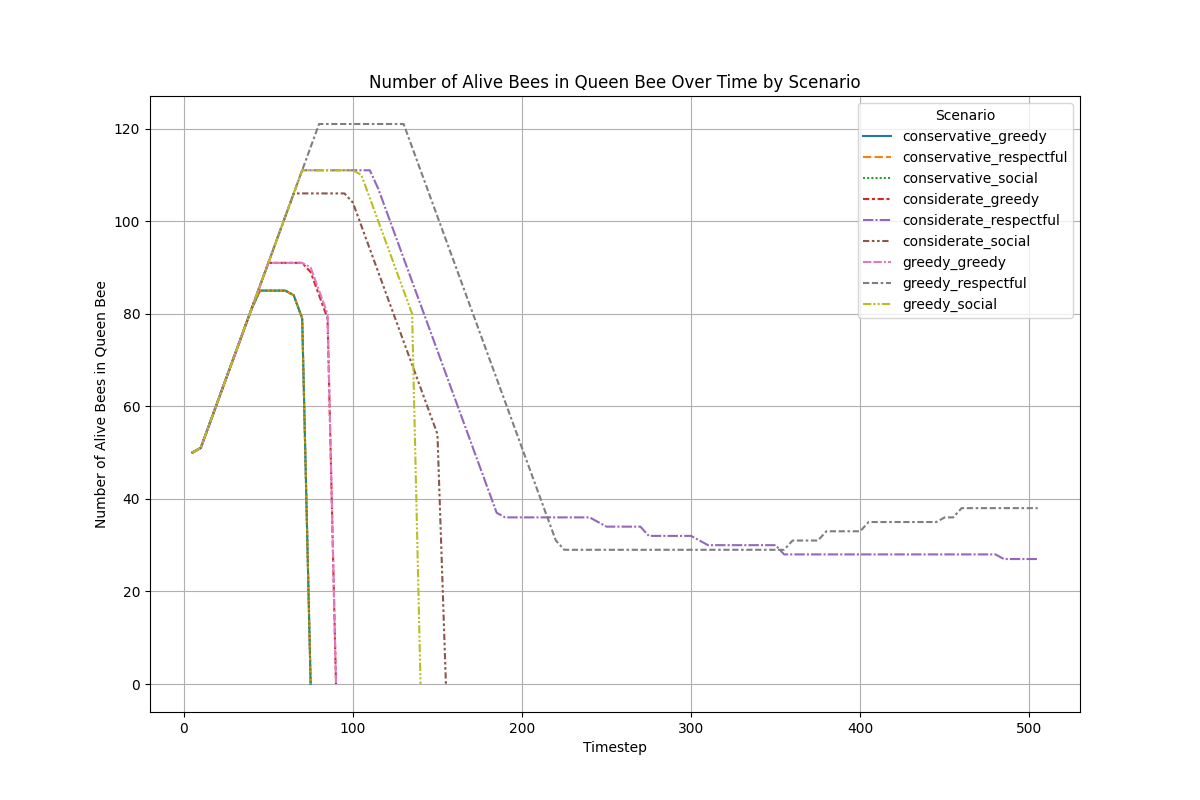 Number of Alive Bees in Queen Bee Over Time by Scenario
Number of Alive Bees in Queen Bee
120
100
80
60
40
20
0
0 100 200 300 400 500
Timestep
Scenario
conservative_greedy
conservative_respectful
conservative_social
considerate_greedy
considerate_respectful
considerate_social
greedy_greedy
greedy_respectful
greedy_social